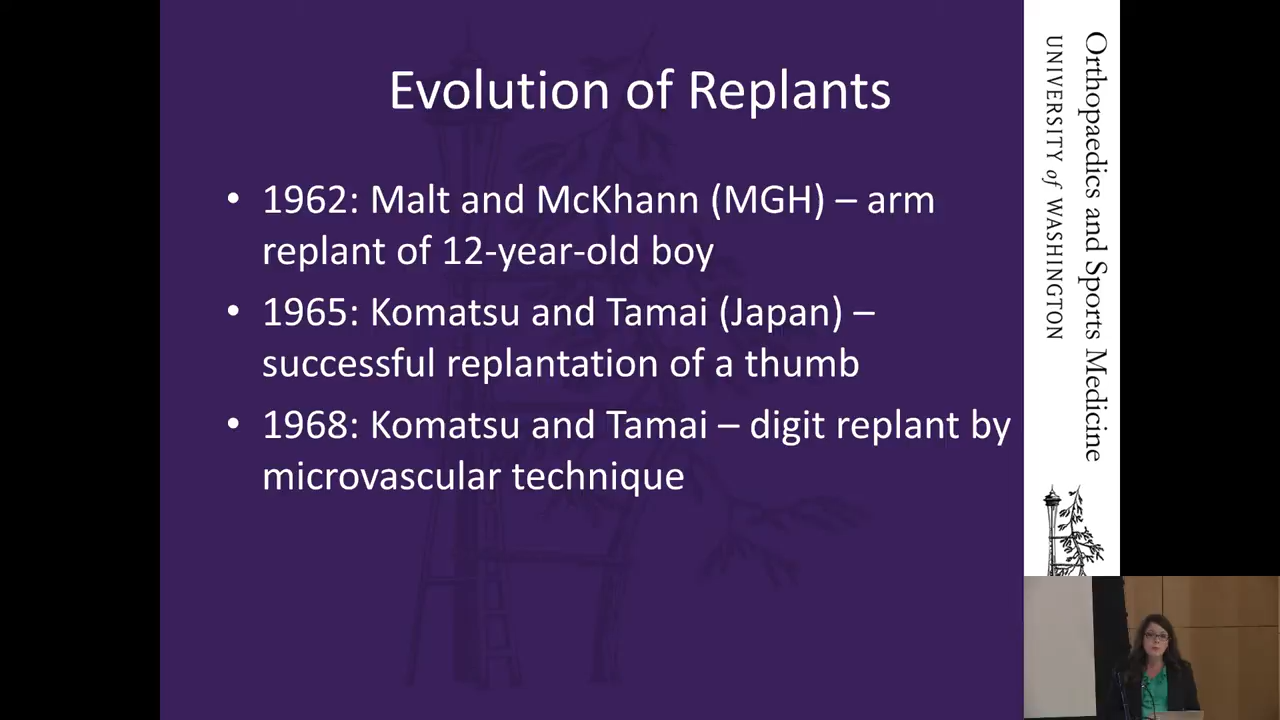 Evolution of Replants
• 1962: Malt and McKhann (MGH) – arm
replant of 12-year-old boy
• 1965: Komatsu and Tamai (Japan) –
successful replantation of a thumb
• 1968: Komatsu and Tamai – digit replant by
microvascular technique
Orthopaedics and Sports Medicine
UNIVERSITY of WASHINGTON